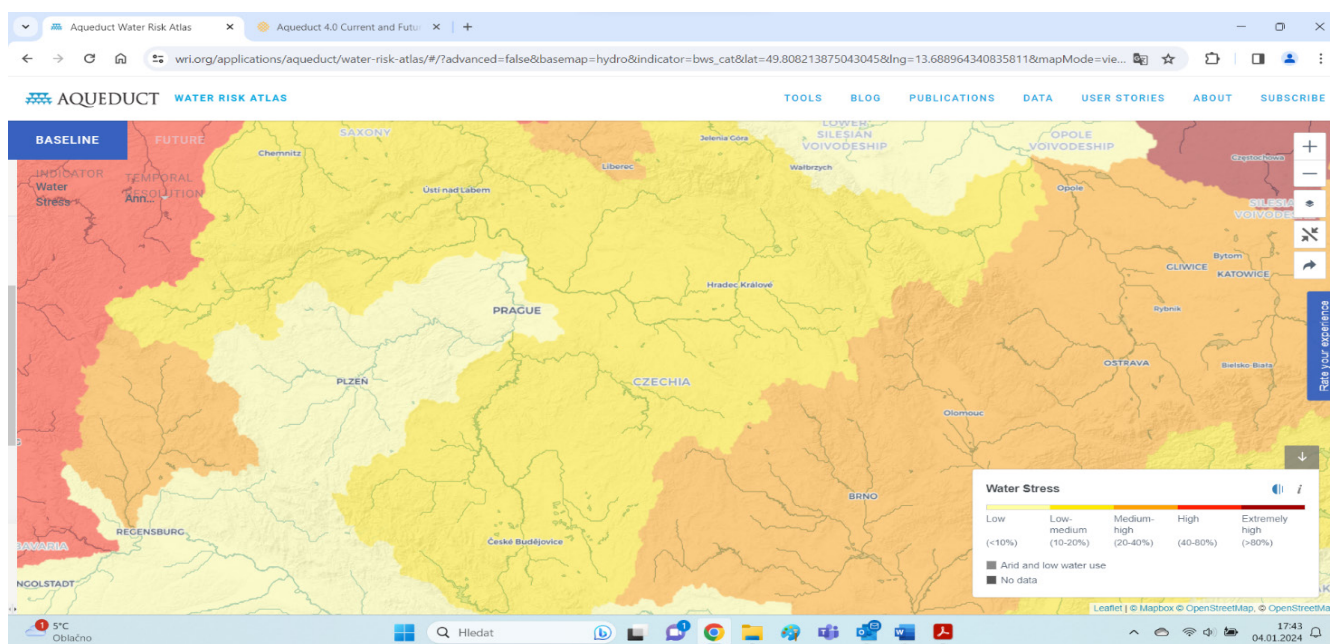 Aqueduct Water Risk Atlas
Aqueduct 4.0 Current and Futur
wri.org/applications/aqueduct/water-risk-atlas/#/?advanced=false&basemap=hydro&indicator=bws_cat&lat=49.808213875043045&lng=13.688964340835811&mapMode=vie...
AQUEDUCT WATER RISK ATLAS
TOOLS BLOG PUBLICATIONS DATA USER STORIES ABOUT SUBSCRIBE
BASELINE FUTURE
INDICATOR
Water
Stress
TEMPORAL
RESOLUTION
Ann...
SAXONY
Chemnitz
Jelenia Góra
LOWER
SILESIAN
VOIVODESHIP
OPOLE
VOIVODESHIP
Częstochowa
Liberec
Wałbrzych
Ústí nad Labem
Opole
SILESIA
VOIVODE
Bytom
GLIWICE
KATOWICE
Hradec Králové
PRAGUE
Rybnik
OSTRAVA
Bielsko-Biała
Rate your experience
PLZEŇ
CZECHIA
Olomouc
BRNO
REGENSBURG
BAVARIA
České Budějovice
NGOLSTADT
Water Stress
Low
(<10%)
Low-
medium
(10-20%)
Medium-
high
(20-40%)
High
(40-80%)
Extremely
high
(>80%)
Arid and low water use
No data
Leaflet | © Mapbox © OpenStreetMap, © OpenStreetMa
1
5°C
Oblačno
Hledat
1
17:43
04.01.2024